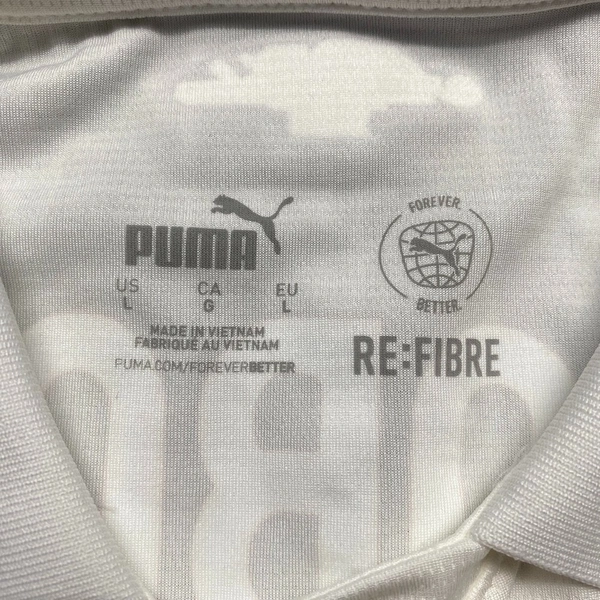 PUMA
US CA EU
L G L
MADE IN VIETNAM
FABRIQUÉ AU VIETNAM
PUMA.COM/FOREVERBETTER
FOREVER.
BETTER.
RE:FIBRE